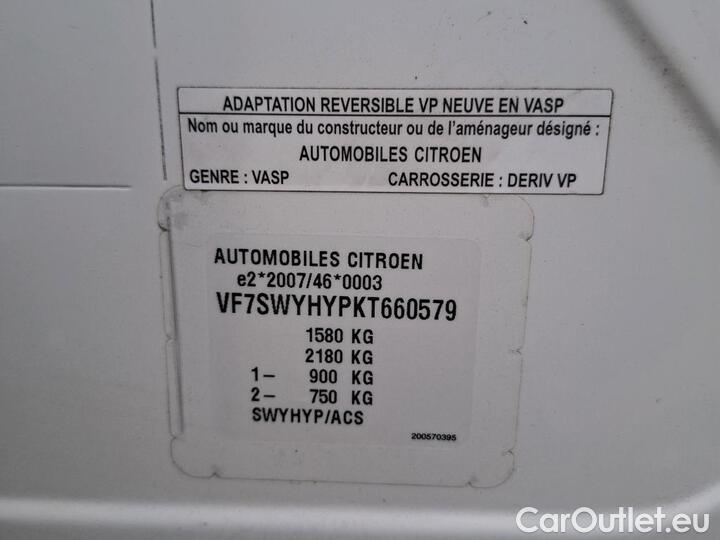 ADAPTATION REVERSIBLE VP NEUVE EN VASP
Nom ou marque du constructeur ou de l'aménageur désigné :
AUTOMOBILES CITROEN
GENRE : VASP CARROSSERIE : DERIV VP
AUTOMOBILES CITROEN
e2*2007/46*0003
VF7SWYHYPKT660579
1580 KG
2180 KG
1- 900 KG
2- 750 KG
SWYHYP/ACS
200570395
CarOutlet.eu